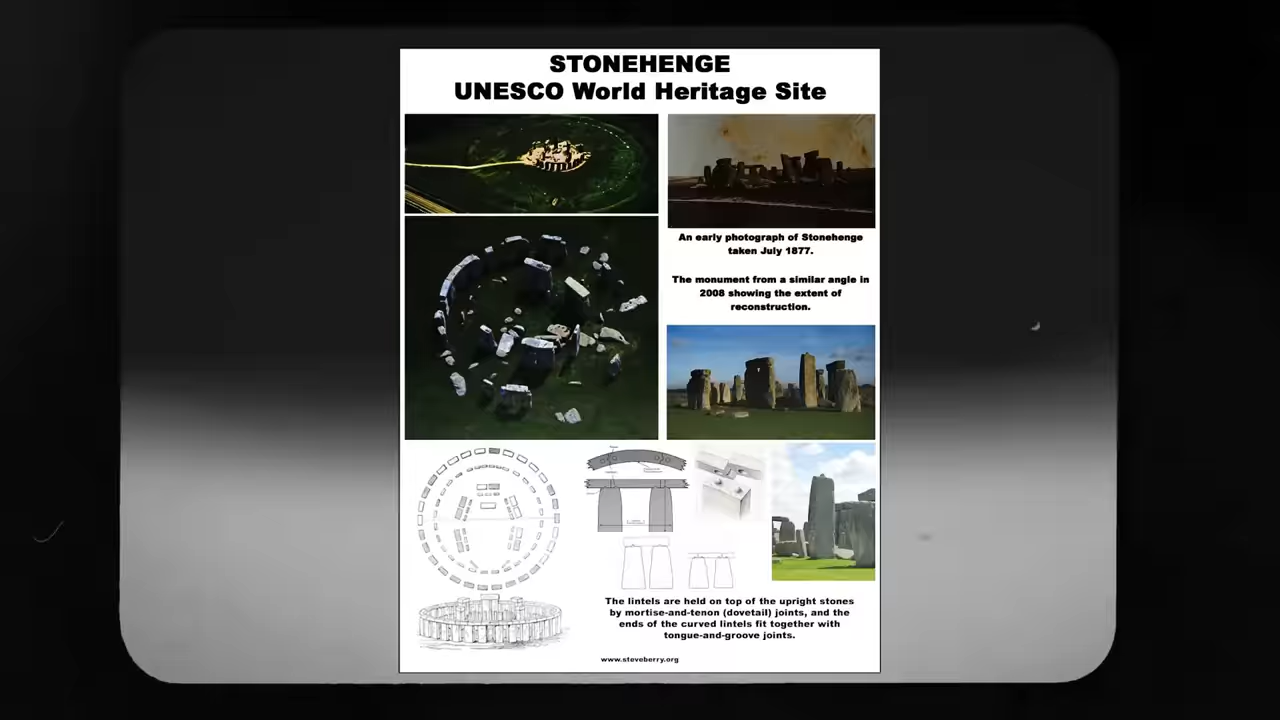 STONEHENGE
UNESCO World Heritage Site
An early photograph of Stonehenge
taken July 1877.
The monument from a similar angle in
2008 showing the extent of
reconstruction.
The lintels are held on top of the upright stones
by mortise-and-tenon (dovetail) joints, and the
ends of the curved lintels fit together with
tongue-and-groove joints.
www.steveberry.org